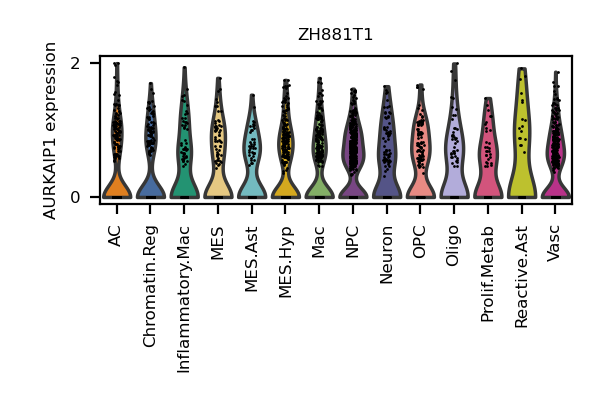 ZH881T1
AURKAIP1 expression
2
0
AC
Chromatin.Reg
Inflammatory.Mac
MES
MES.Ast
MES.Hyp
Mac
NPC
Neuron
OPC
Oligo
Prolif.Metab
Reactive.Ast
Vasc